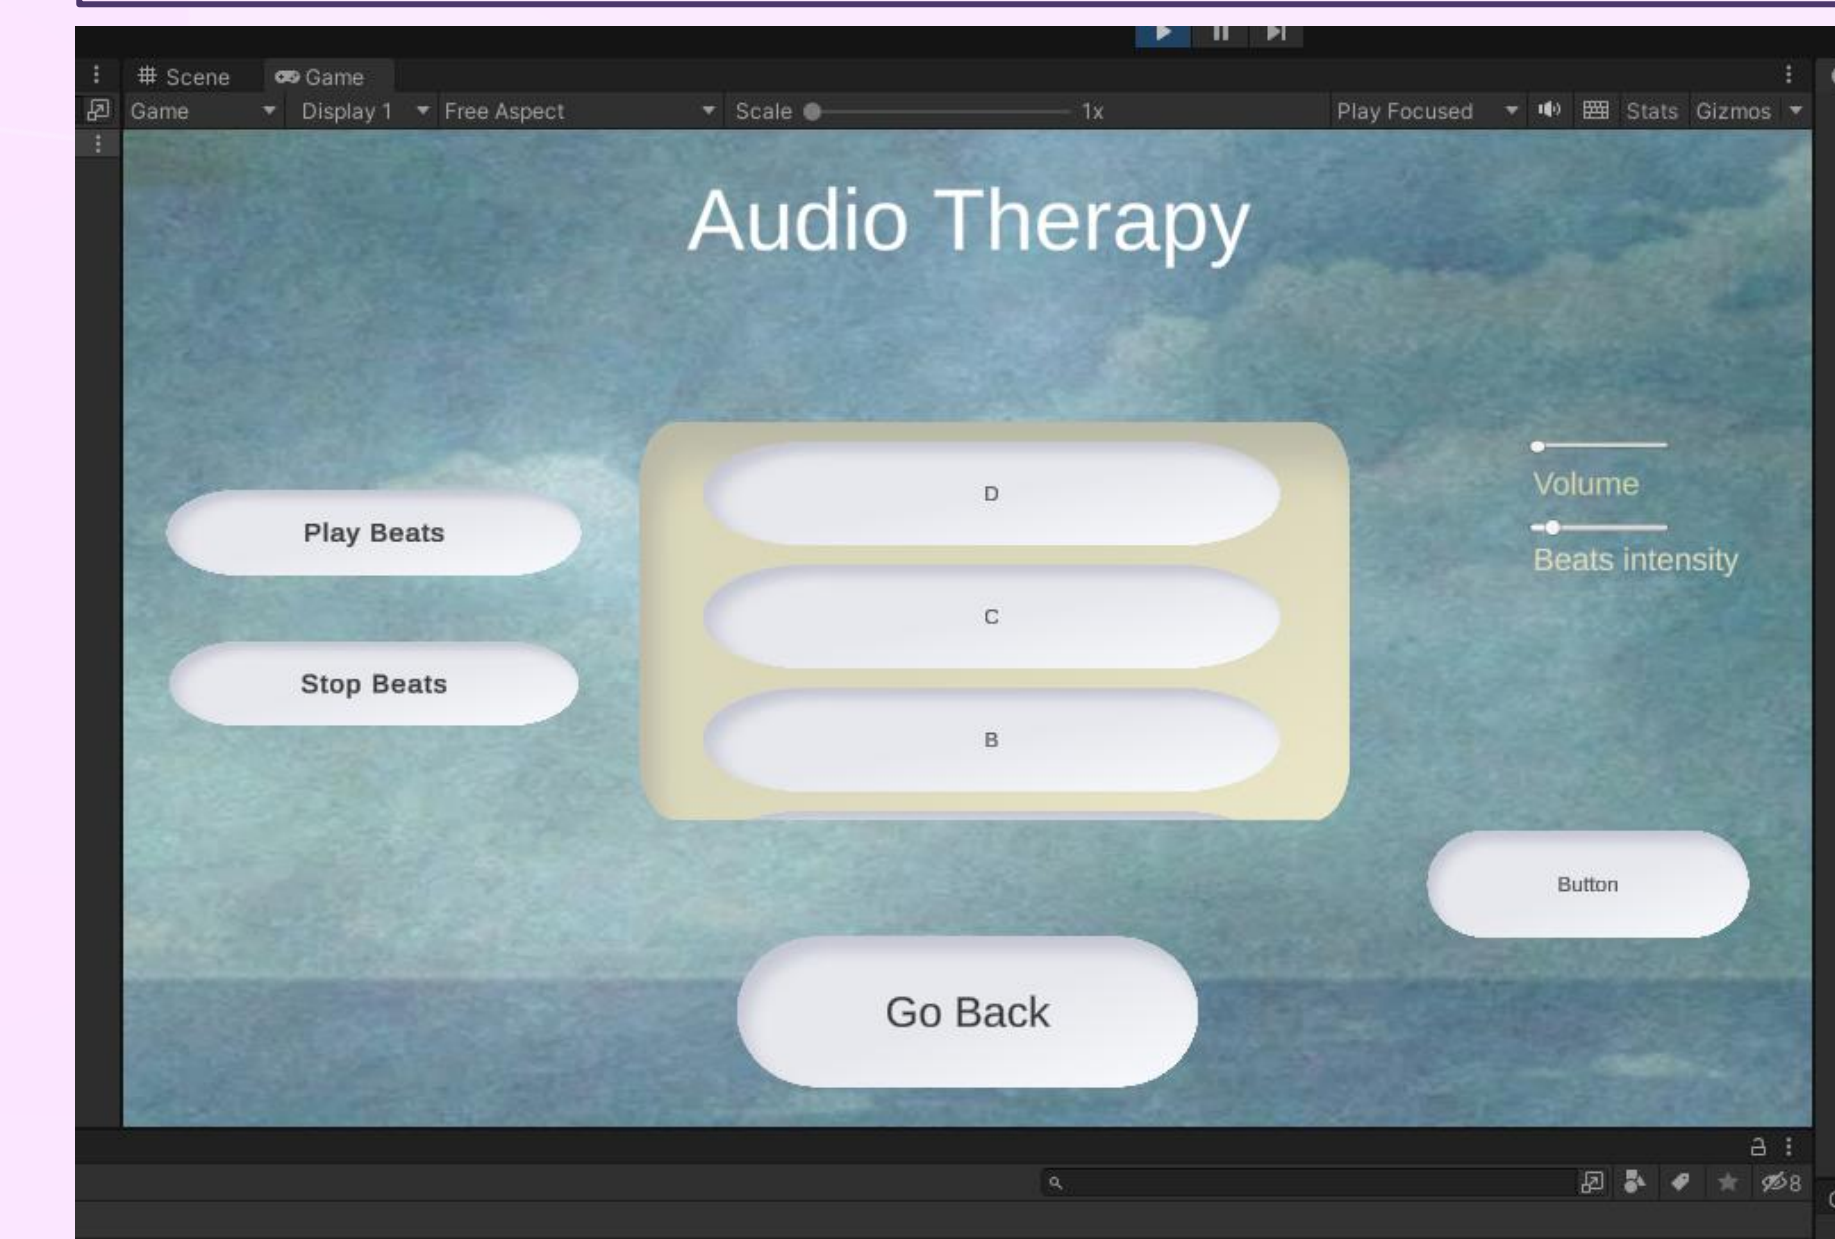 Scene Game
Game Display 1 Free Aspect Scale 1x Play Focused Stats Gizmos
Audio Therapy
D
C
B
Play Beats
Stop Beats
Volume
Beats intensity
Button
Go Back
8